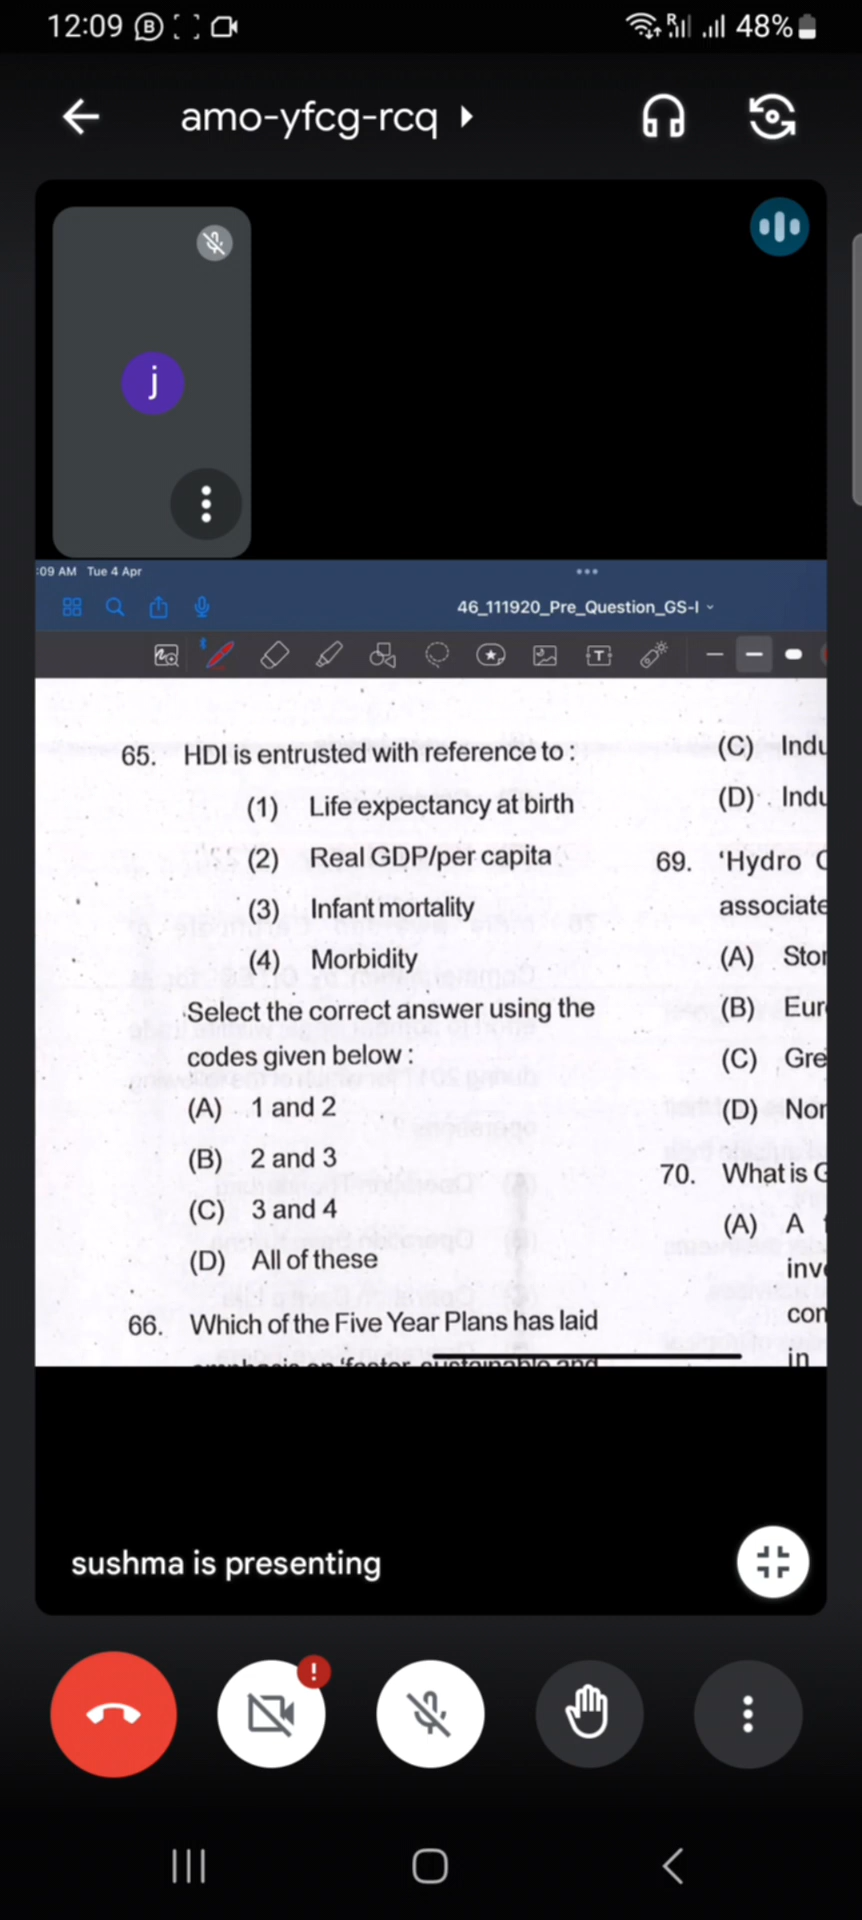 12:09
48%
amo-yfcg-rcq
j
:09 AM Tue 4 Apr
46_111920_Pre_Question_GS-I
65. HDI is entrusted with reference to :
(1) Life expectancy at birth
(2) Real GDP/per capita
(3) Infant mortality
(4) Morbidity
Select the correct answer using the
codes given below :
(A) 1 and 2
(B) 2 and 3
(C) 3 and 4
(D) All of these
66. Which of the Five Year Plans has laid
(C) Indu
(D) Indu
69. 'Hydro
associate
(A) Stor
(B) Eur
(C) Gre
(D) Nor
70. What is G
(A) A
inve
con
in
sushma is presenting